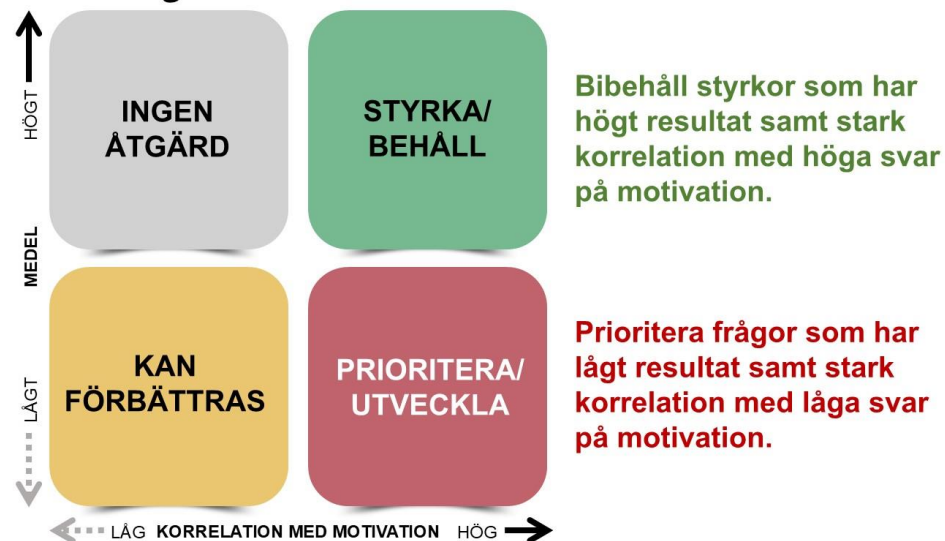 HÖGT
INGEN
ÅTGÄRD
STYRKA/
BEHÅLL
Bibehåll styrkor som har
högt resultat samt stark
korrelation med höga svar
på motivation.
MEDEL
LÅGT
KAN
FÖRBÄTTRAS
PRIORITERA/
UTVECKLA
Prioritera frågor som har
lågt resultat samt stark
korrelation med låga svar
på motivation.
LÅG KORRELATION MED MOTIVATION HÖG